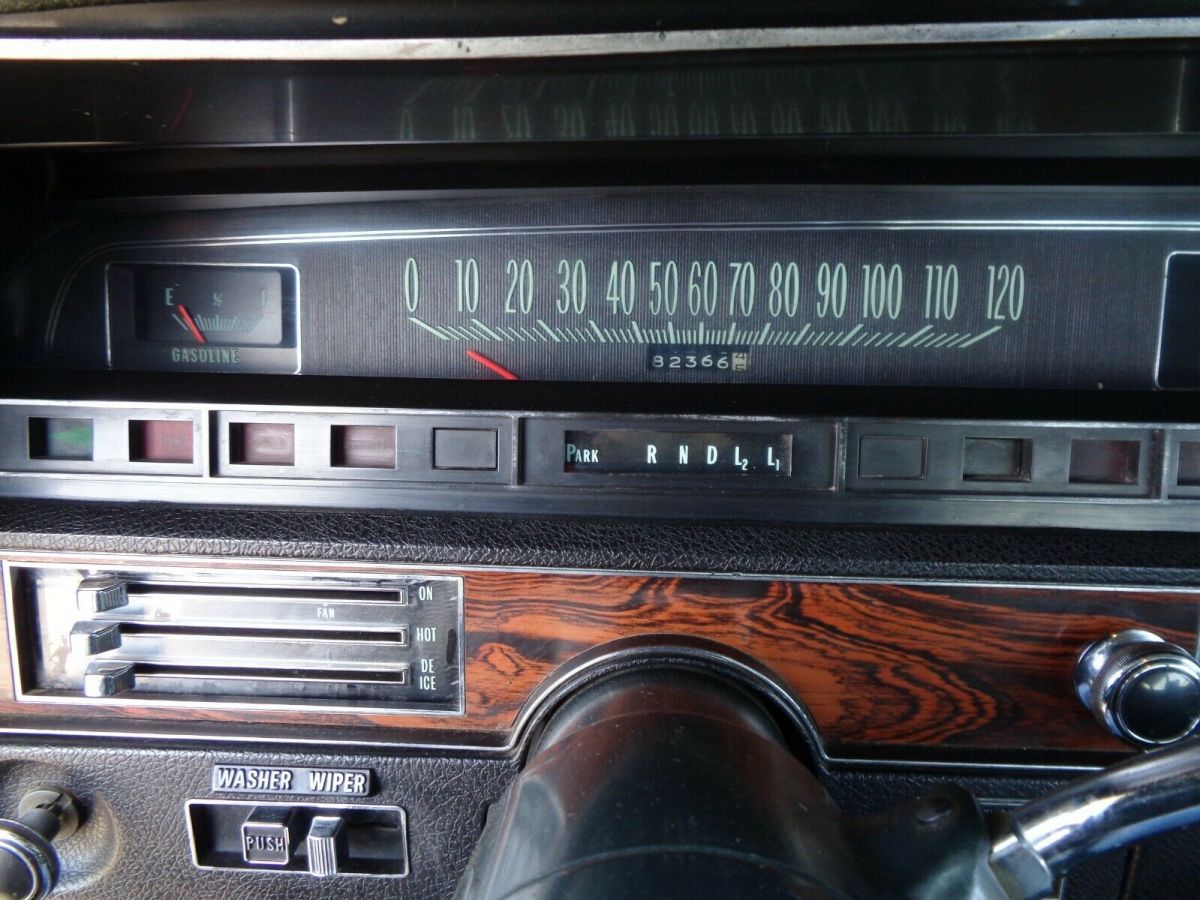 0 10 20 30 40 50 60 70 80 90 100 110 120
E ½ F
GASOLINE
82366
PARK R N D L2 L1
ON
FAN
HOT
DE
ICE
WASHER WIPER
PUSH